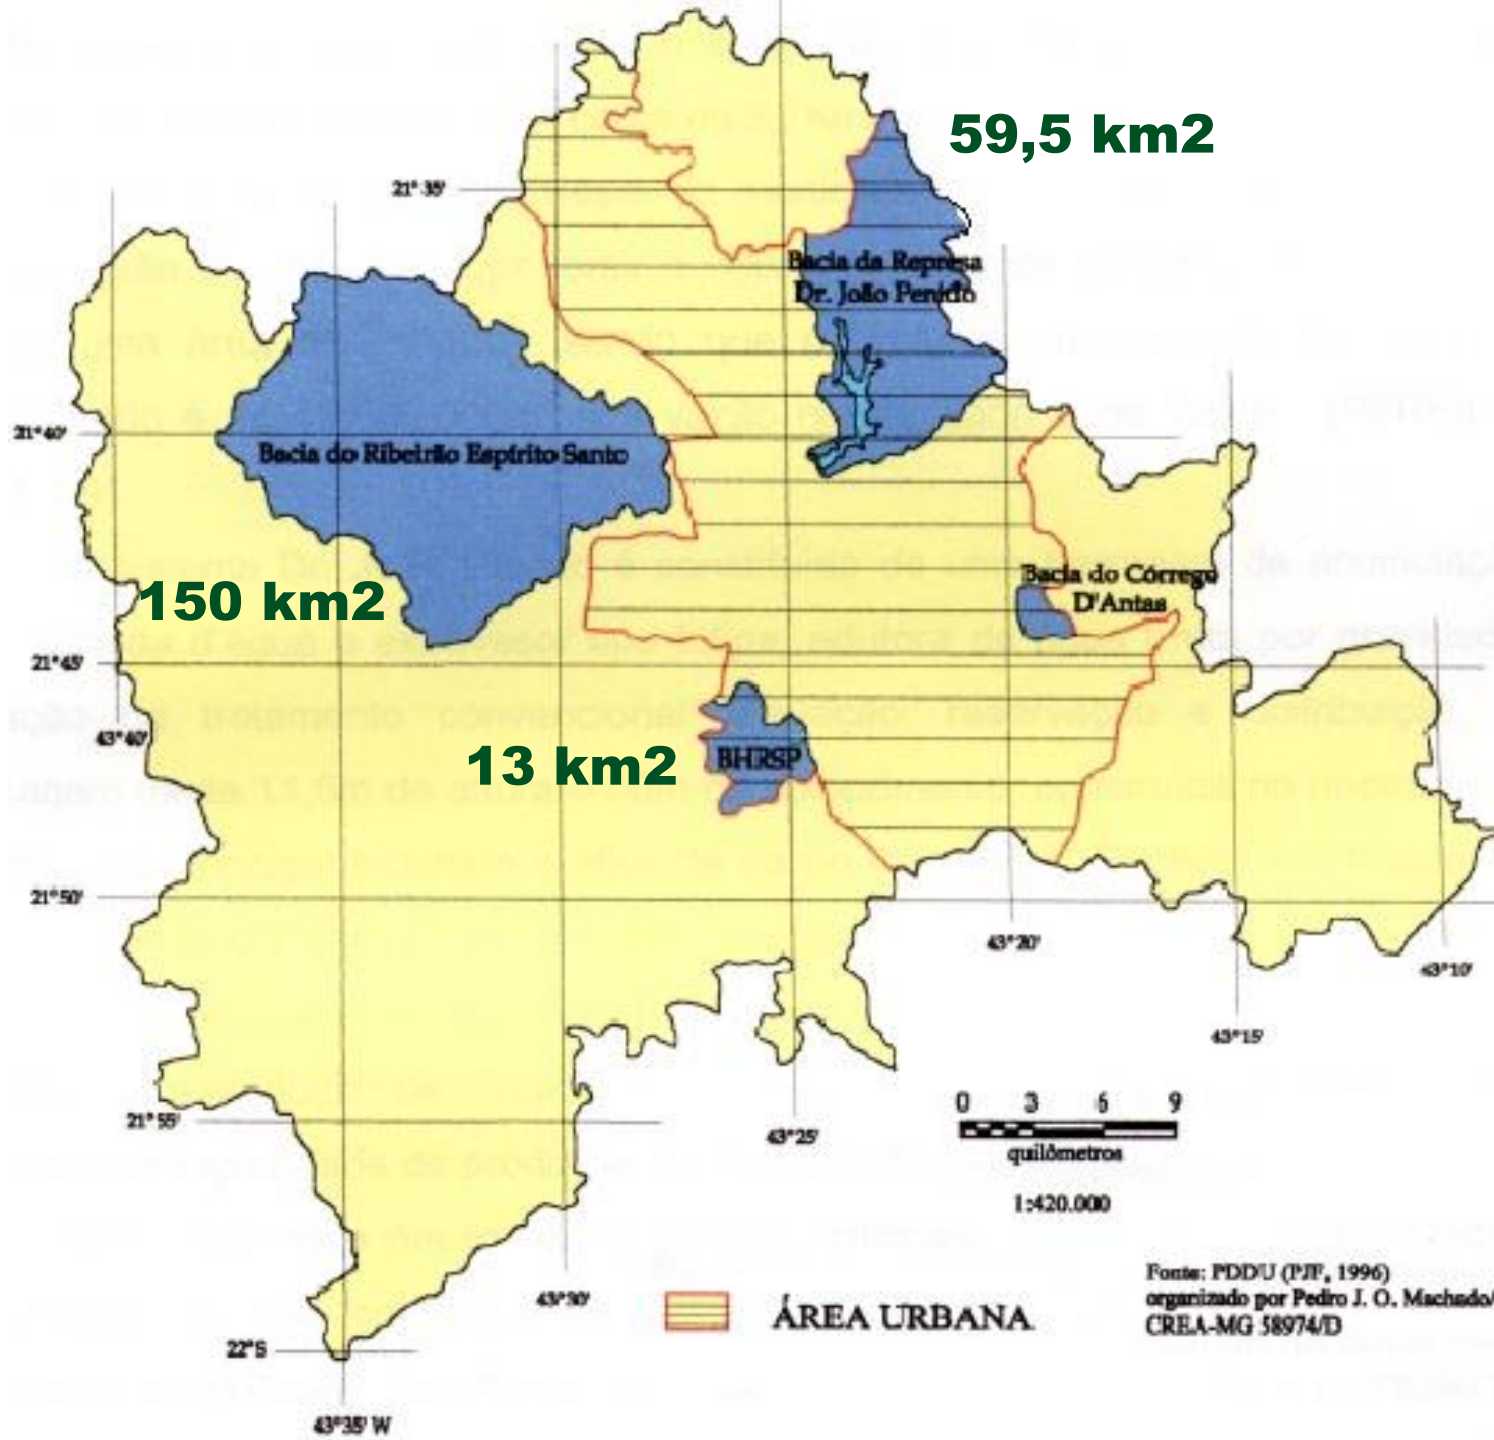 59,5 km2
21° 35'
Bacia da Represa
Dr. João Penido
21° 40'
Bacia do Ribeirão Espírito Santo
Bacia do Córrego
D'Antas
150 km2
21° 45'
43° 40'
13 km2
BHRSP
21° 50'
43° 20'
43° 10'
43° 15'
0 3 6 9
quilômetros
1:420.000
21° 55'
43° 25'
43° 30'
ÁREA URBANA
Fonte: PDDU (PJF, 1996)
organizado por Pedro J. O. Machado/
CREA-MG 58974/D
22° S
43° 35' W